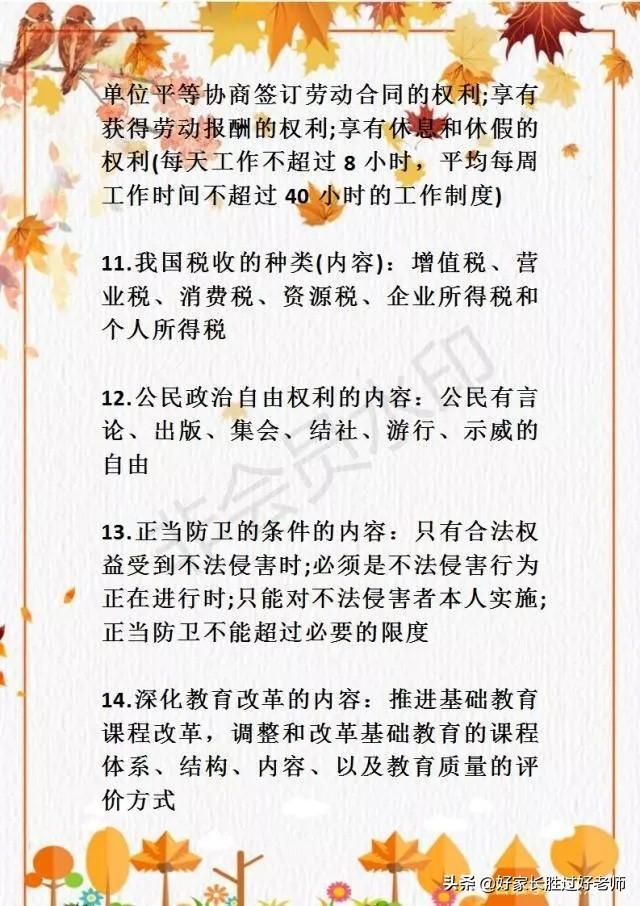 单位平等协商签订劳动合同的权利;享有
获得劳动报酬的权利;享有休息和休假的
权利(每天工作不超过 8 小时，平均每周
工作时间不超过 40 小时的工作制度)
11.我国税收的种类(内容)：增值税、营
业税、消费税、资源税、企业所得税和
个人所得税
12.公民政治自由权利的内容：公民有言
论、出版、集会、结社、游行、示威的
自由
13.正当防卫的条件的内容：只有合法权
益受到不法侵害时;必须是不法侵害行为
正在进行时;只能对不法侵害者本人实施;
正当防卫不能超过必要的限度
14.深化教育改革的内容：推进基础教育
课程改革，调整和改革基础教育的课程
体系、结构、内容、以及教育质量的评
价方式
非会员水印
头条 @好家长胜过好老师